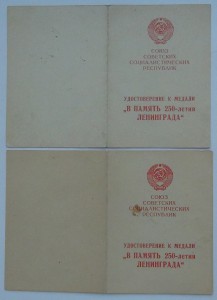 СОЮЗ
СОВЕТСКИХ
СОЦИАЛИСТИЧЕСКИХ
РЕСПУБЛИК
УДОСТОВЕРЕНИЕ К МЕДАЛИ
„В ПАМЯТЬ 250-летия
ЛЕНИНГРАДА“
СОЮЗ
СОВЕТСКИХ
СОЦИАЛИСТИЧЕСКИХ
РЕСПУБЛИК
УДОСТОВЕРЕНИЕ К МЕДАЛИ
„В ПАМЯТЬ 250-летия
ЛЕНИНГРАДА“